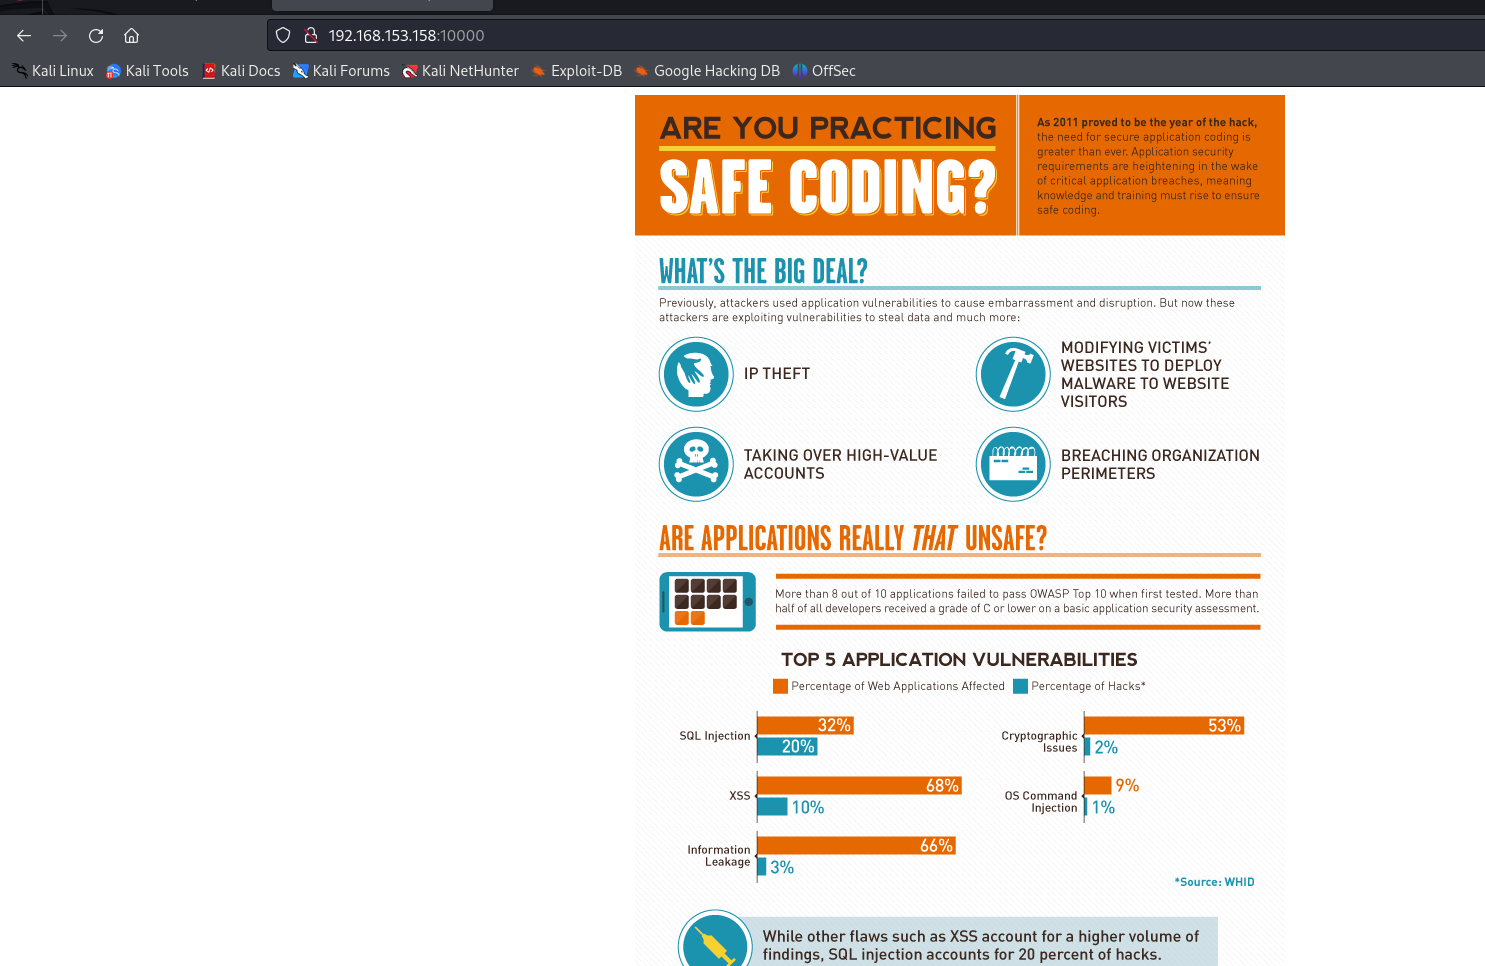 192.168.153.158:10000
Kali Linux Kali Tools Kali Docs Kali Forums Kali NetHunter Exploit-DB Google Hacking DB OffSec
ARE YOU PRACTICING
SAFE CODING?
As 2011 proved to be the year of the hack,
the need for secure application coding is
greater than ever. Application security
requirements are heightening in the wake
of critical application breaches, meaning
knowledge and training must rise to ensure
safe coding.
WHAT'S THE BIG DEAL?
Previously, attackers used application vulnerabilities to cause embarrassment and disruption. But now these
attackers are exploiting vulnerabilities to steal data and much more:
IP THEFT
MODIFYING VICTIMS'
WEBSITES TO DEPLOY
MALWARE TO WEBSITE
VISITORS
TAKING OVER HIGH-VALUE
ACCOUNTS
BREACHING ORGANIZATION
PERIMETERS
ARE APPLICATIONS REALLY THAT UNSAFE?
More than 8 out of 10 applications failed to pass OWASP Top 10 when first tested. More than
half of all developers received a grade of C or lower on a basic application security assessment.
TOP 5 APPLICATION VULNERABILITIES
Percentage of Web Applications Affected Percentage of Hacks*
SQL Injection
32%
20%
Cryptographic
Issues
53%
2%
XSS
68%
10%
OS Command
Injection
9%
1%
Information
Leakage
66%
3%
*Source: WHID
While other flaws such as XSS account for a higher volume of
findings, SQL injection accounts for 20 percent of hacks.